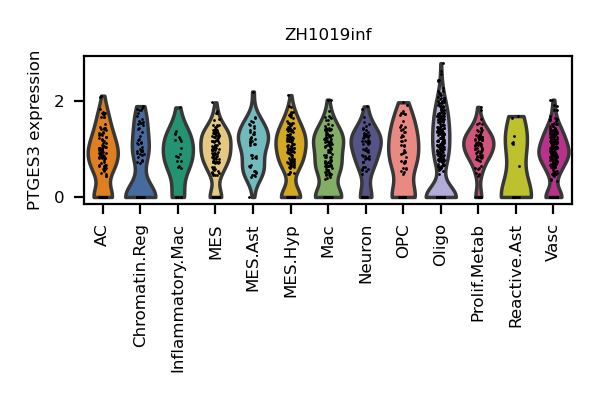 ZH1019inf
PTGES3 expression
2
0
AC
Chromatin.Reg
Inflammatory.Mac
MES
MES.Ast
MES.Hyp
Mac
Neuron
OPC
Oligo
Prolif.Metab
Reactive.Ast
Vasc